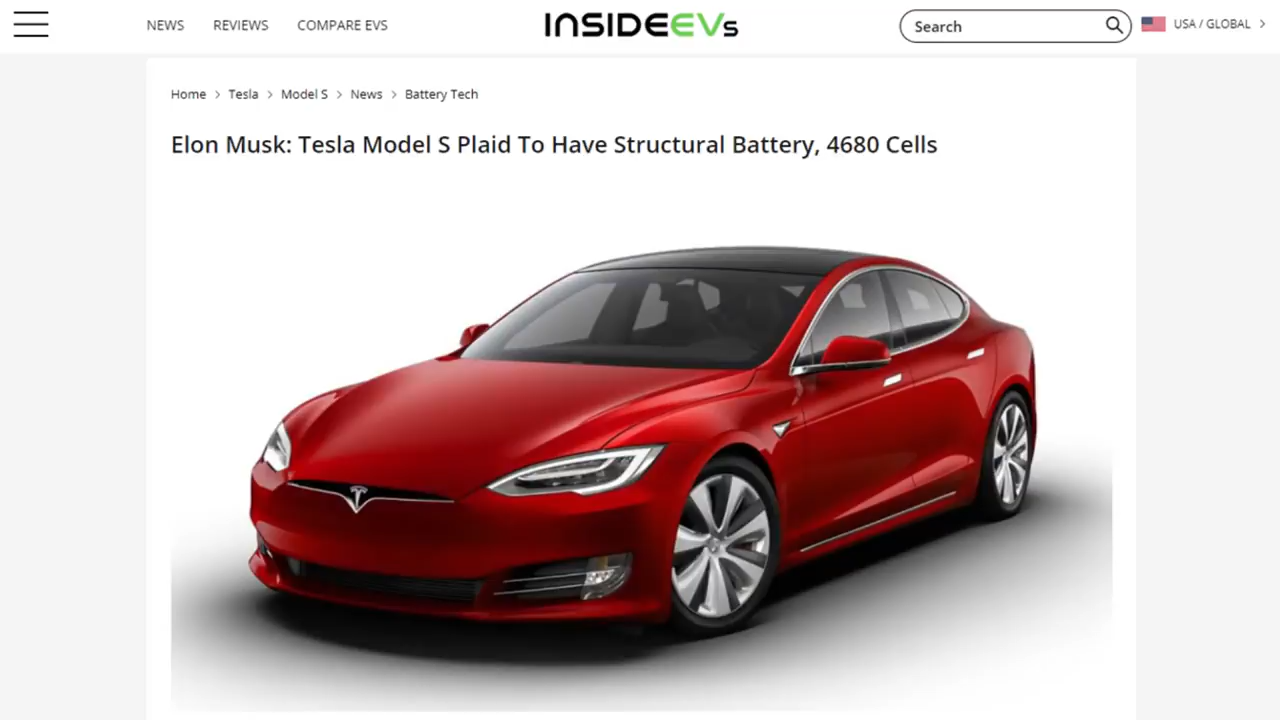 NEWS REVIEWS COMPARE EVS INSIDEEVs Search USA / GLOBAL
Home > Tesla > Model S > News > Battery Tech
Elon Musk: Tesla Model S Plaid To Have Structural Battery, 4680 Cells